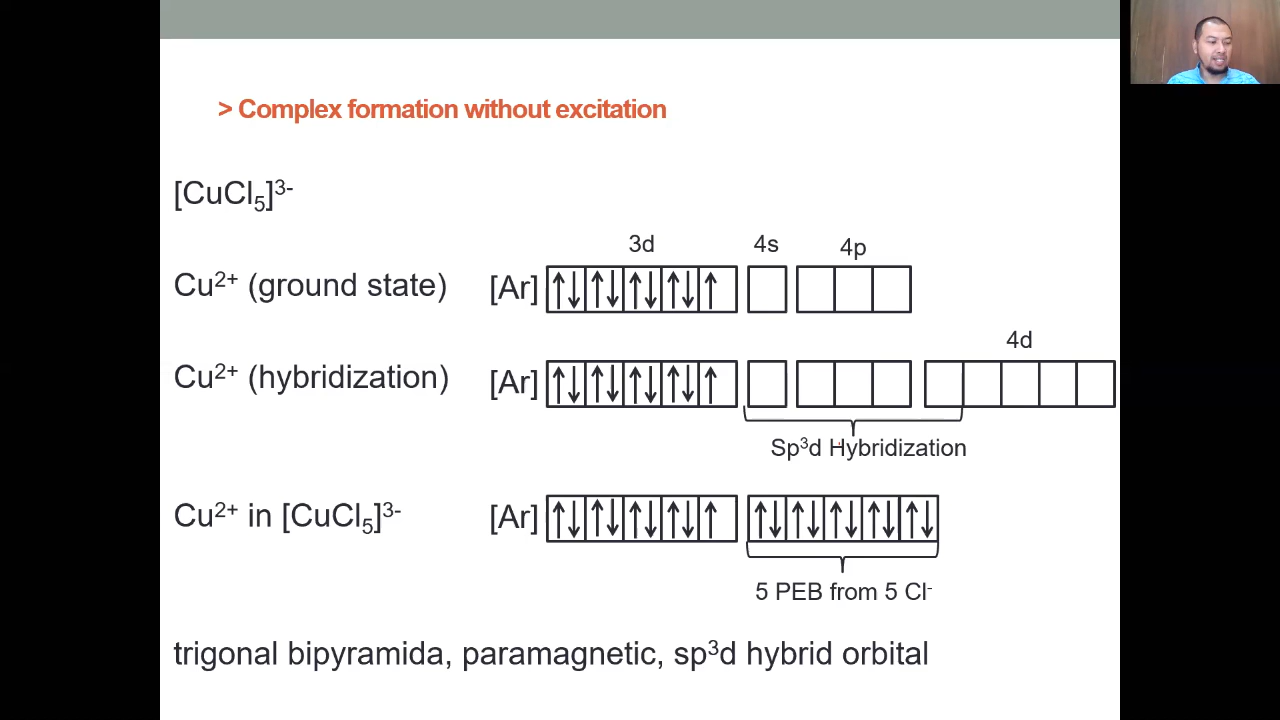 > Complex formation without excitation
[CuCl₅]³⁻
3d 4s 4p
Cu²⁺ (ground state) [Ar] ↑↓ ↑↓ ↑↓ ↑↓ ↑
4d
Cu²⁺ (hybridization) [Ar] ↑↓ ↑↓ ↑↓ ↑↓ ↑
Sp³d Hybridization
Cu²⁺ in [CuCl₅]³⁻ [Ar] ↑↓ ↑↓ ↑↓ ↑↓ ↑ ↑↓ ↑↓ ↑↓ ↑↓ ↑↓
5 PEB from 5 Cl⁻
trigonal bipyramida, paramagnetic, sp³d hybrid orbital